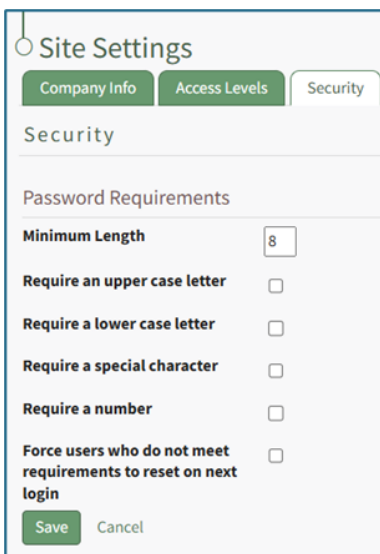 Site Settings
Company Info Access Levels Security
Security
Password Requirements
Minimum Length 8
Require an upper case letter
Require a lower case letter
Require a special character
Require a number
Force users who do not meet
requirements to reset on next
login
Save Cancel